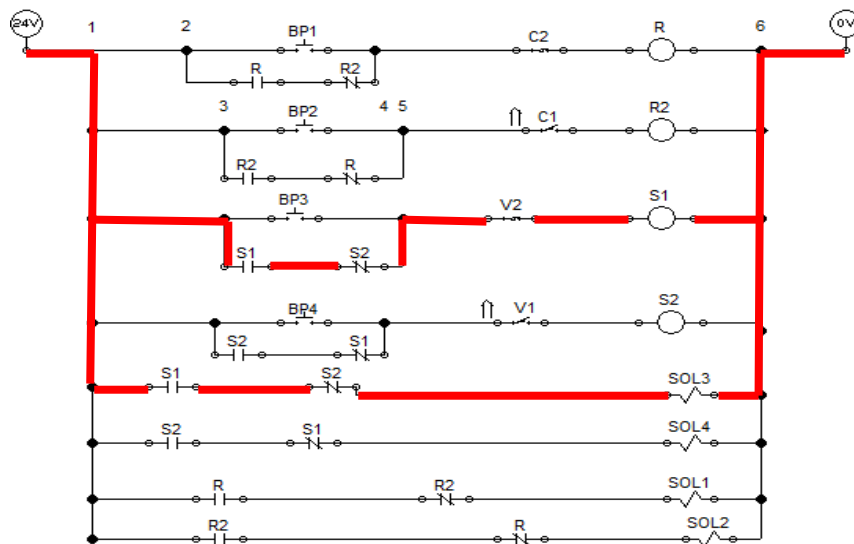 24V 1 2 BP1 C2 R 6 0V
R R2
3 BP2 4 5 C1 R2
R2 R
BP3 V2 S1
S1 S2
BP4 V1 S2
S2 S1
S1 S2 SOL3
S2 S1 SOL4
R R2 SOL1
R2 R SOL2